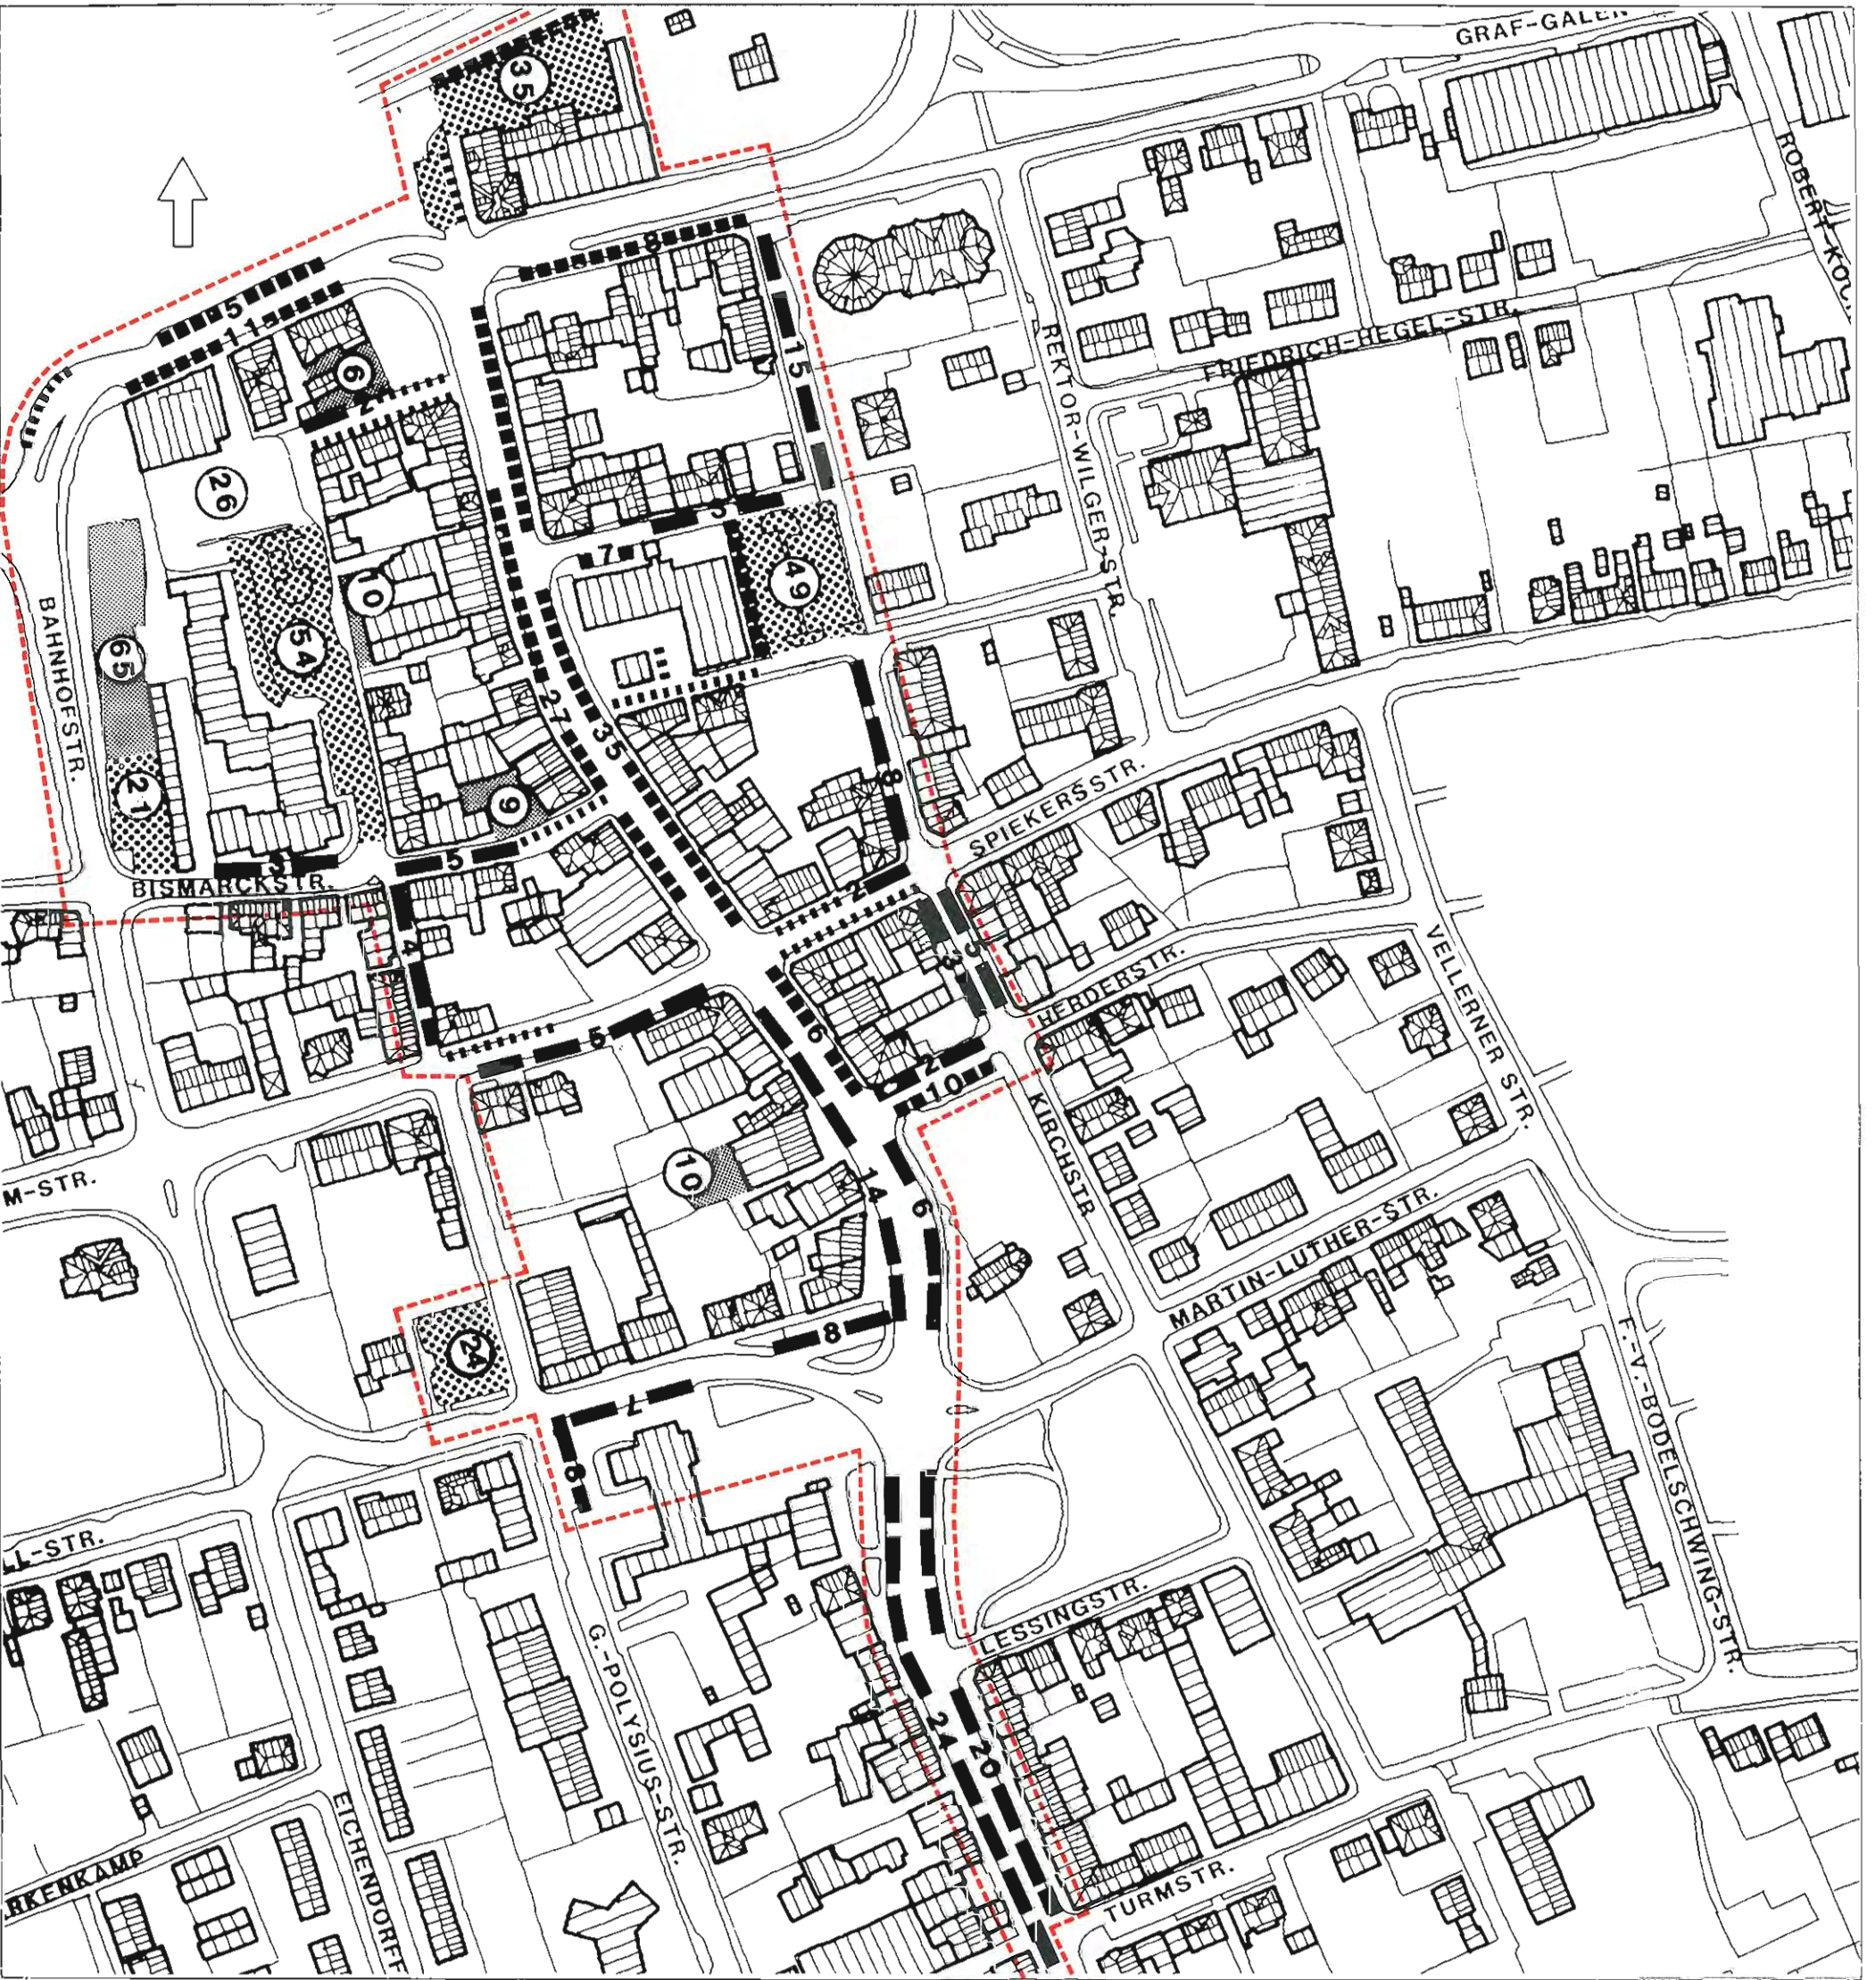 GRAF-GALEN
35
ROBERT-KOC
8
5
11
15
6
2
FRIEDRICH-HEGEL-STR.
REKTOR-WILGER-STR.
26
5
7
49
10
54
65
BAHNHOFSTR.
27
35
21
9
8
SPIEKERSSTR.
3
5
BISMARCKSTR.
2
4
3
5
VELLERNER STR.
HERDERSTR.
5
6
2
10
KIRCHSTR
10
14
6
M-STR.
MARTIN-LUTHER-STR.
8
24
F.-V.-BODELSCHWING-STR.
7
8
LL-STR.
LESSINGSTR.
G.-POLYSIUS-STR.
24
20
EICHENDORFF
RKENKAMP
TURMSTR.